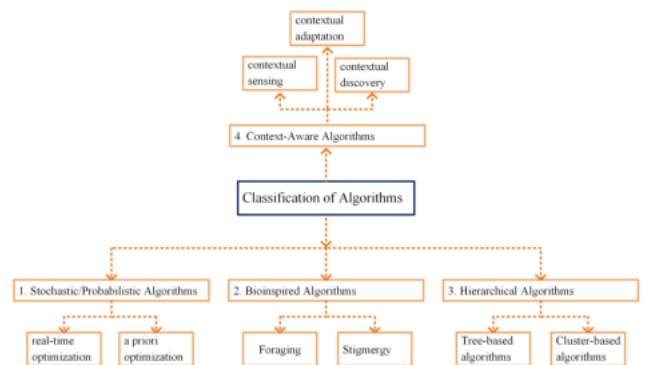 contextual
adaptation
contextual
sensing
contextual
discovery
4. Context-Aware Algorithms
Classification of Algorithms
1. Stochastic/Probabilistic Algorithms
2. Bioinspired Algorithms
3. Hierarchical Algorithms
real-time
optimization
a priori
optimization
Foraging
Stigmergy
Tree-based
algorithms
Cluster-based
algorithms